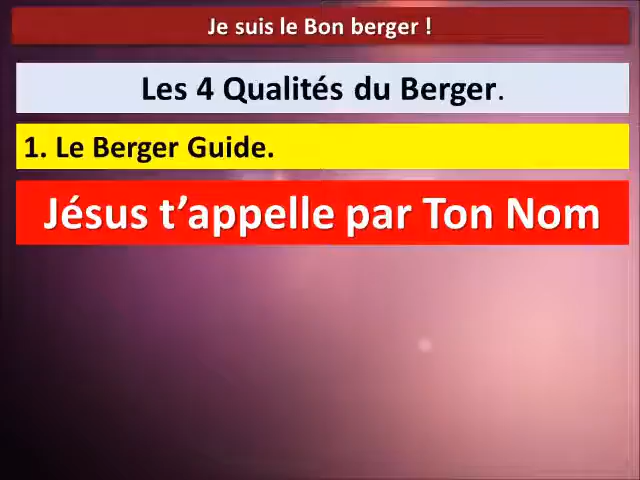 Je suis le Bon berger !
Les 4 Qualités du Berger.
1. Le Berger Guide.
Jésus t’appelle par Ton Nom